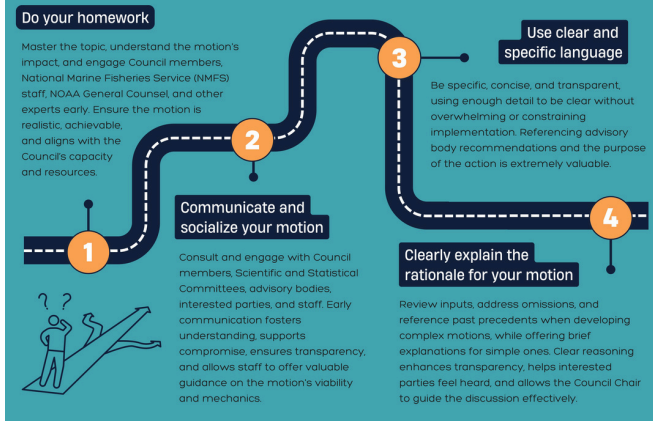 Do your homework
Master the topic, understand the motion's
impact, and engage Council members,
National Marine Fisheries Service (NMFS)
staff, NOAA General Counsel, and other
experts early. Ensure the motion is
realistic, achievable,
and aligns with the
Council's capacity
and resources.
1
2
Communicate and
socialize your motion
Consult and engage with Council
members, Scientific and Statistical
Committees, advisory bodies,
interested parties, and staff. Early
communication fosters
understanding, supports
compromise, ensures transparency,
and allows staff to offer valuable
guidance on the motion's viability
and mechanics.
3
Use clear and
specific language
Be specific, concise, and transparent,
using enough detail to be clear without
overwhelming or constraining
implementation. Referencing advisory
body recommendations and the purpose
of the action is extremely valuable.
4
Clearly explain the
rationale for your motion
Review inputs, address omissions, and
reference past precedents when developing
complex motions, while offering brief
explanations for simple ones. Clear reasoning
enhances transparency, helps interested
parties feel heard, and allows the Council Chair
to guide the discussion effectively.
? ?